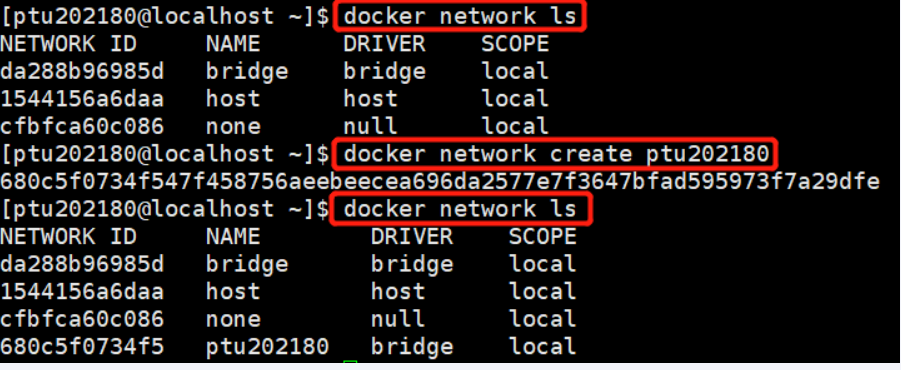 [ptu202180@localhost ~]$ docker network ls
NETWORK ID     NAME      DRIVER    SCOPE
da288b96985d   bridge    bridge    local
1544156a6daa   host      host      local
cfbfca60c086   none      null      local
[ptu202180@localhost ~]$ docker network create ptu202180
680c5f0734f547f458756aeebeecea696da2577e7f3647bfad595973f7a29dfe
[ptu202180@localhost ~]$ docker network ls
NETWORK ID     NAME        DRIVER    SCOPE
da288b96985d   bridge      bridge    local
1544156a6daa   host        host      local
cfbfca60c086   none        null      local
680c5f0734f5   ptu202180   bridge    local